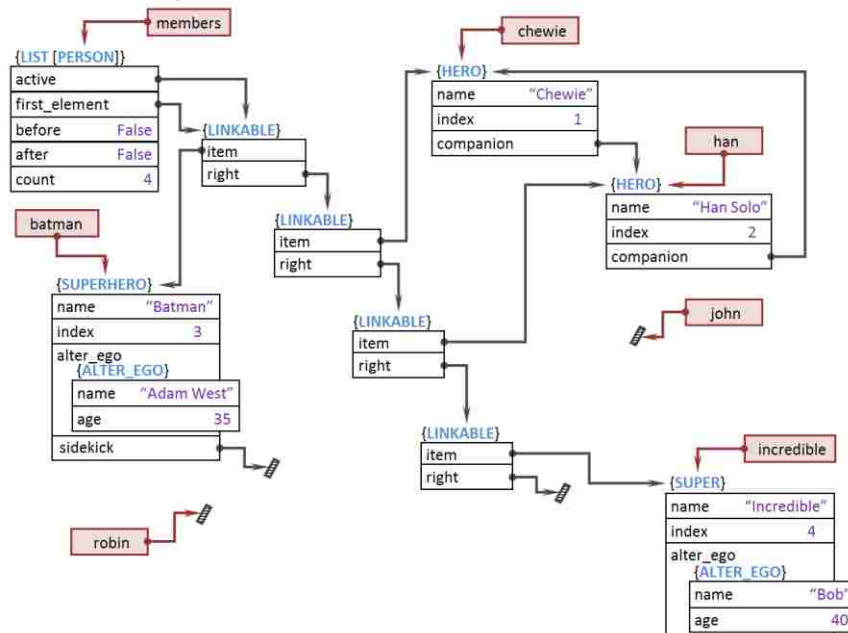 members
{LIST [PERSON]}
active
first_element
before False
after False
count 4
{LINKABLE}
item
right
chewie
{HERO}
name "Chewie"
index 1
companion
han
{HERO}
name "Han Solo"
index 2
companion
{LINKABLE}
item
right
batman
{SUPERHERO}
name "Batman"
index 3
alter_ego
{ALTER_EGO}
name "Adam West"
age 35
sidekick
john
{LINKABLE}
item
right
{LINKABLE}
item
right
robin
incredible
{SUPER}
name "Incredible"
index 4
alter_ego
{ALTER_EGO}
name "Bob"
age 40